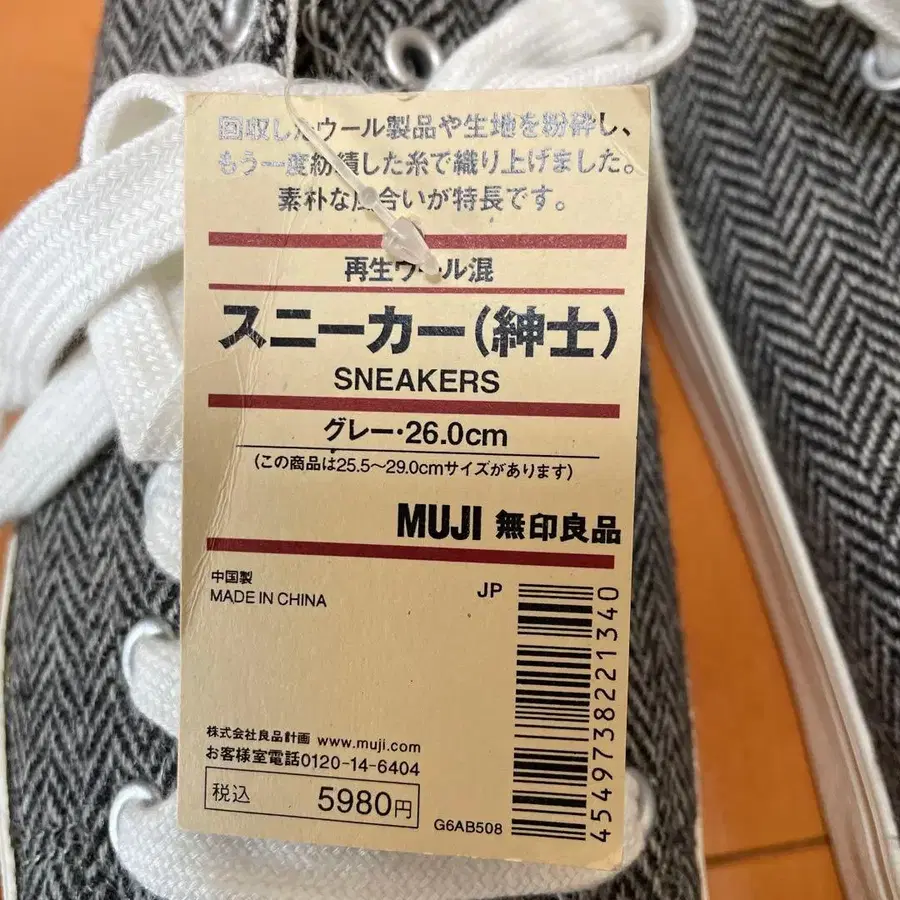 回収したウール製品や生地を粉砕し、
もう一度紡績した糸で織り上げました。
素朴な風合いが特長です。
再生ウール混
スニーカー(紳士)
SNEAKERS
グレー・26.0cm
(この商品は25.5〜29.0cmサイズがあります)
MUJI 無印良品
中国製
MADE IN CHINA
JP
4549738221340
株式会社良品計画 www.muji.com
お客様室電話0120-14-6404
税込 5980円
G6AB508